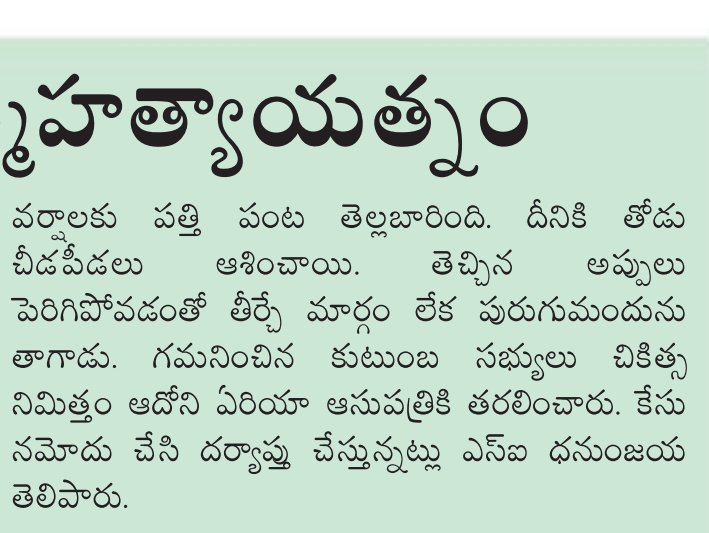 ్మహత్యాయత్నం
వర్షాలకు పత్తి పంట తెల్లబారింది. దీనికి తోడు
చీడపీడలు ఆశించాయి. తెచ్చిన అప్పులు
పెరిగిపోవడంతో తీర్చే మార్గం లేక పురుగుమందును
తాగాడు. గమనించిన కుటుంబ సభ్యులు చికిత్స
నిమిత్తం ఆదోని ఏరియా ఆసుపత్రికి తరలించారు. కేసు
నమోదు చేసి దర్యాప్తు చేస్తున్నట్లు ఎస్ఐ ధనుంజయ
తెలిపారు.